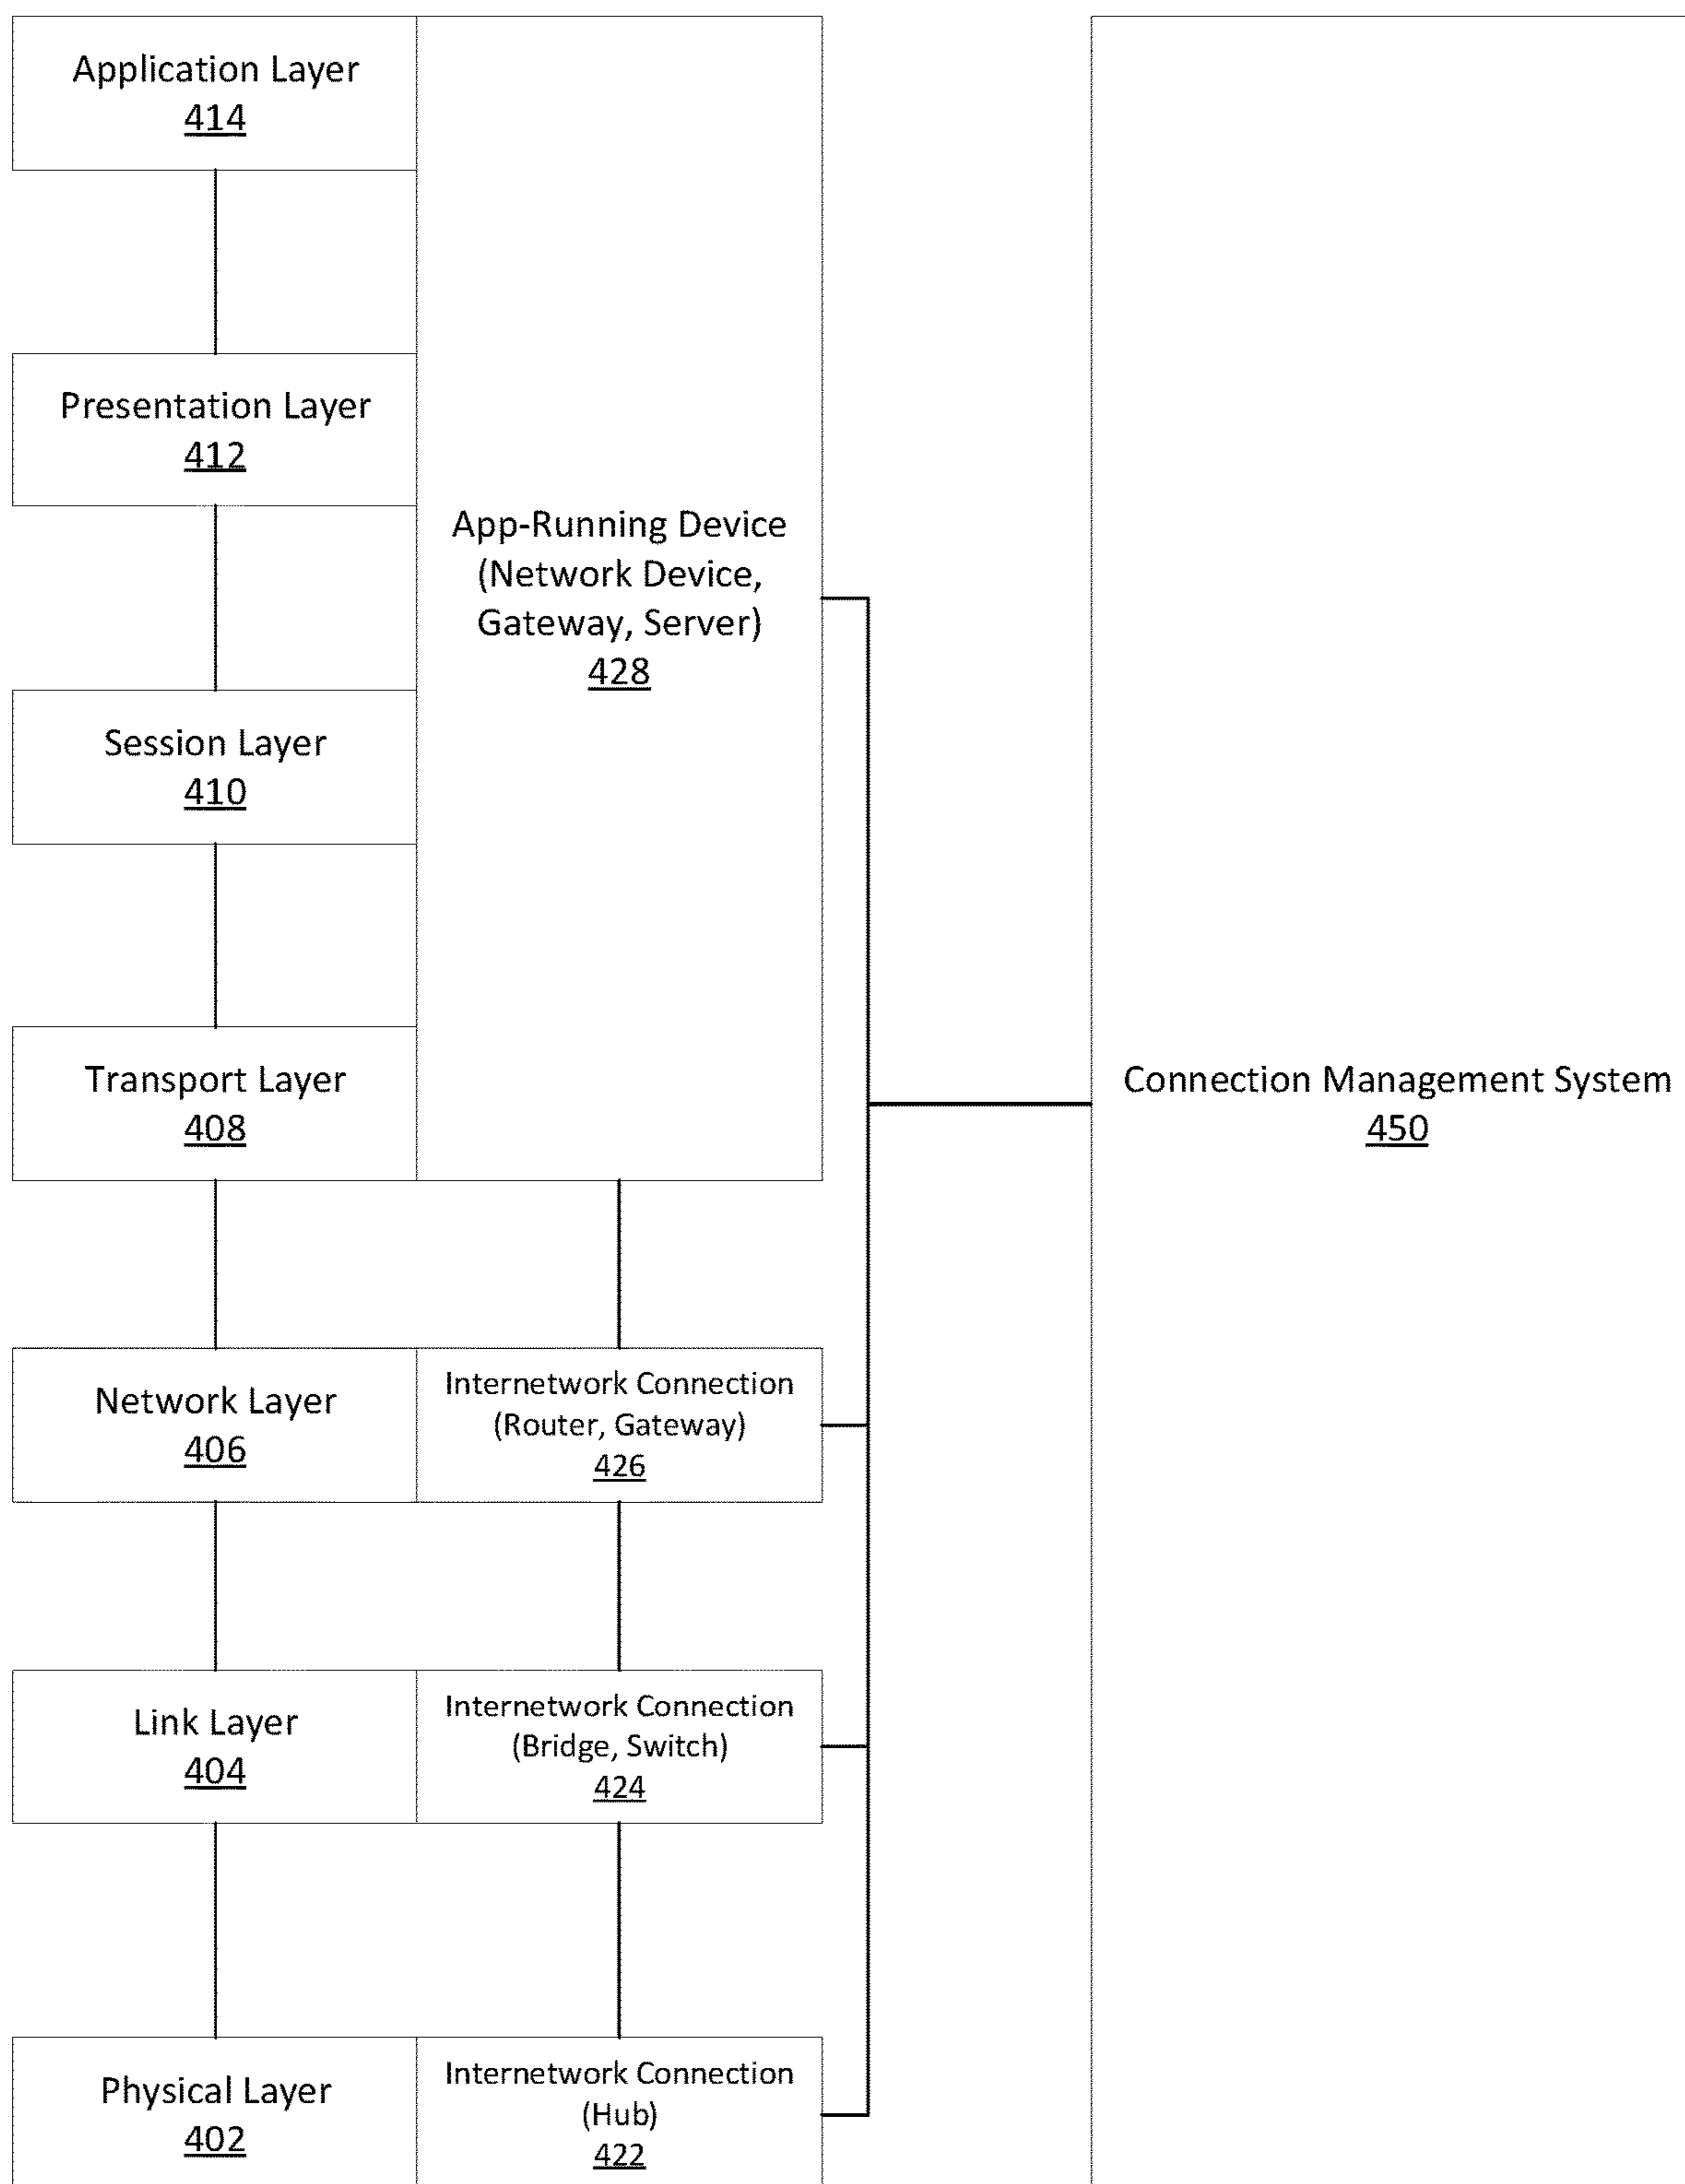 Application Layer
414
Presentation Layer
412
App-Running Device
(Network Device,
Gateway, Server)
428
Session Layer
410
Transport Layer
408
Connection Management System
450
Network Layer
406
Internetwork Connection
(Router, Gateway)
426
Link Layer
404
Internetwork Connection
(Bridge, Switch)
424
Physical Layer
402
Internetwork Connection
(Hub)
422